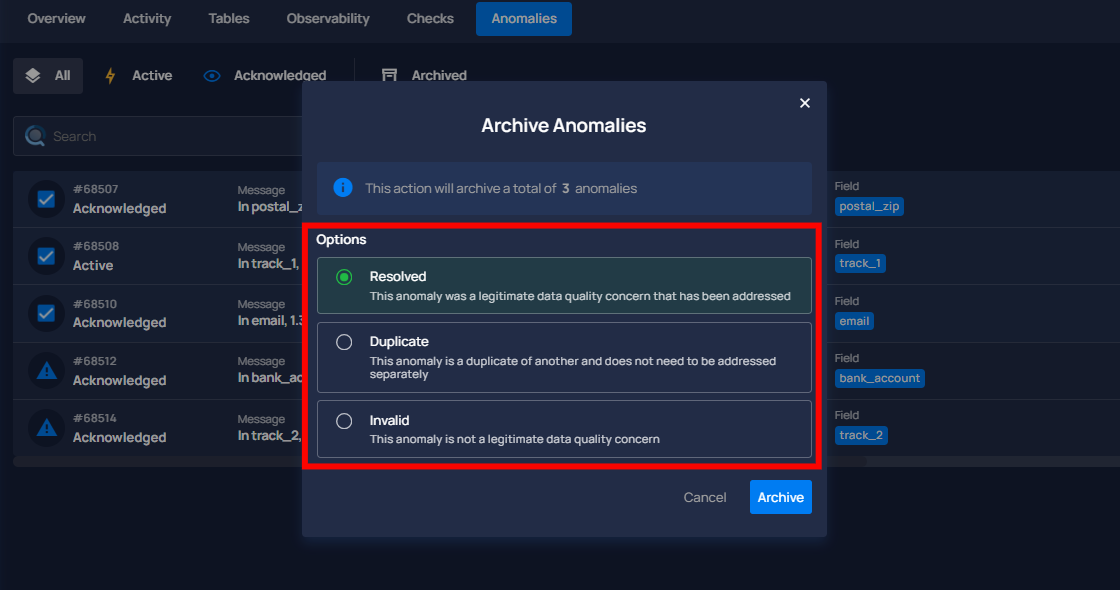 Overview Activity Tables Observability Checks Anomalies
All Active Acknowledged Archived
Search
Archive Anomalies
This action will archive a total of 3 anomalies
Options
Resolved
This anomaly was a legitimate data quality concern that has been addressed
Duplicate
This anomaly is a duplicate of another and does not need to be addressed
separately
Invalid
This anomaly is not a legitimate data quality concern
Cancel Archive
#68507 Message Field
Acknowledged In postal_z postal_zip
#68508 Message Field
Active In track_1, track_1
#68510 Message Field
Acknowledged In email, 1.3 email
#68512 Message Field
Acknowledged In bank_ac bank_account
#68514 Message Field
Acknowledged In track_2, track_2